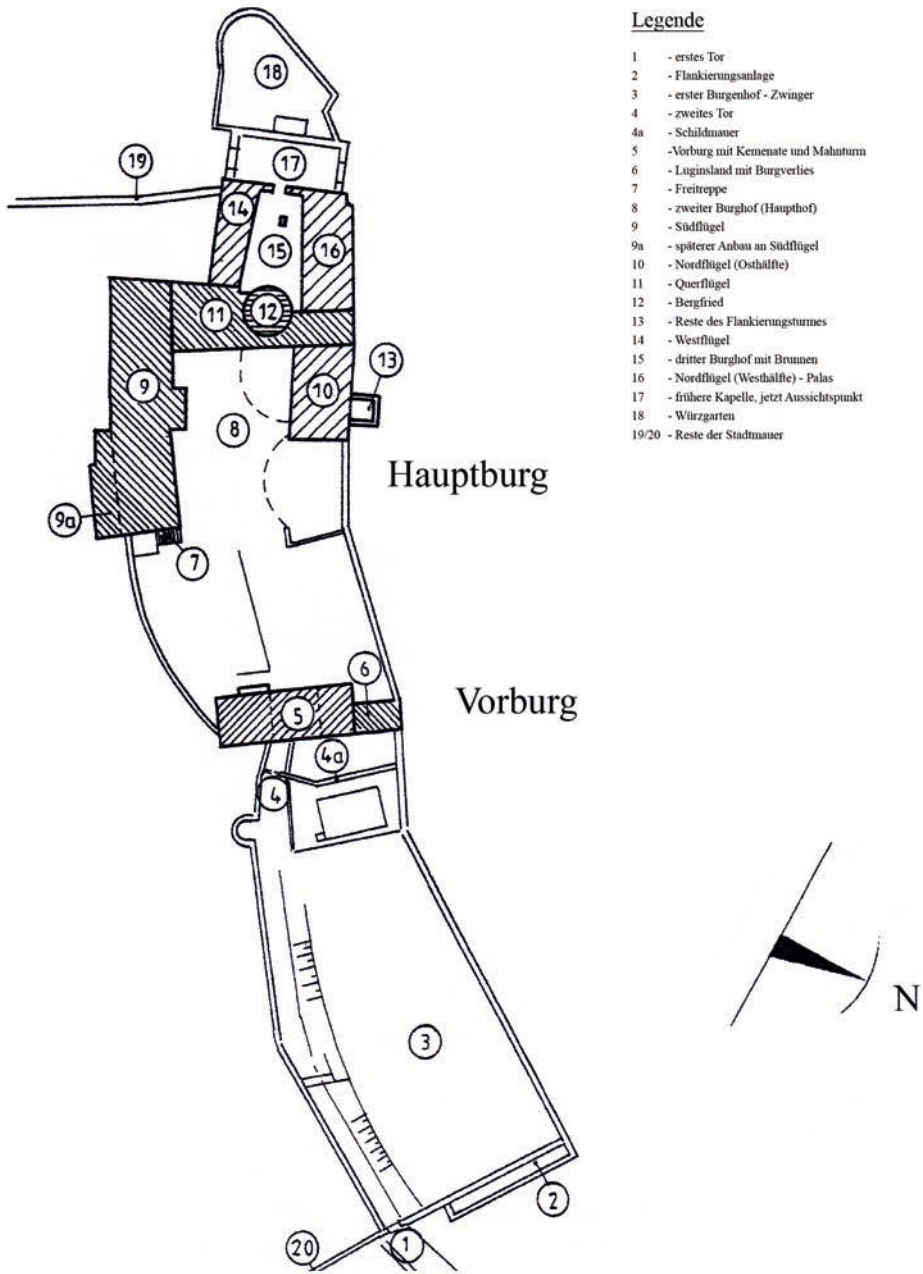 Legende
1 - erstes Tor
2 - Flankierungsanlage
3 - erster Burgenhof - Zwinger
4 - zweites Tor
4a - Schildmauer
5 -Vorburg mit Kemenate und Mahnturm
6 - Luginsland mit Burgverlies
7 - Freitreppe
8 - zweiter Burghof (Haupthof)
9 - Südflügel
9a - späterer Anbau an Südflügel
10 - Nordflügel (Osthälfte)
11 - Querflügel
12 - Bergfried
13 - Reste des Flankierungsturmes
14 - Westflügel
15 - dritter Burghof mit Brunnen
16 - Nordflügel (Westhälfte) - Palas
17 - frühere Kapelle, jetzt Aussichtspunkt
18 - Würzgarten
19/20 - Reste der Stadtmauer
18
19
17
14
15
16
11
12
13
9
10
8
Hauptburg
9a
7
6
Vorburg
5
4a
4
N
3
2
1
20